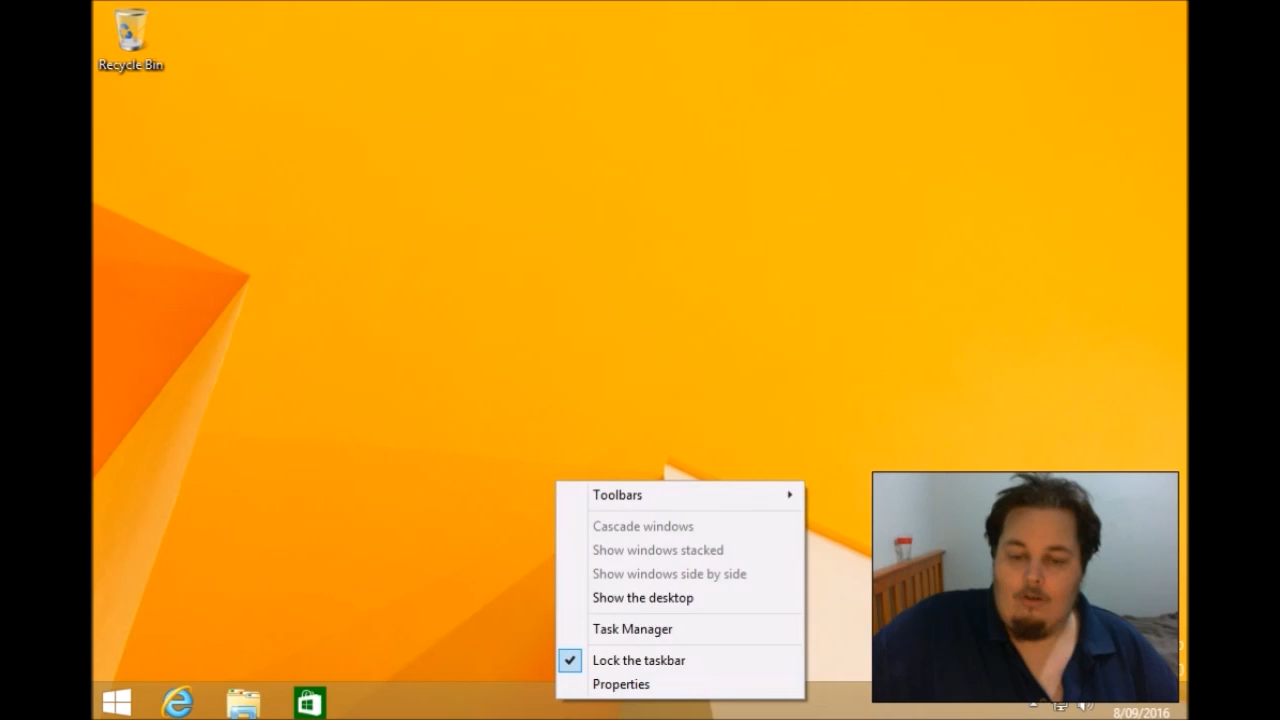 Recycle Bin
Toolbars
Cascade windows
Show windows stacked
Show windows side by side
Show the desktop
Task Manager
Lock the taskbar
Properties
8/09/2016